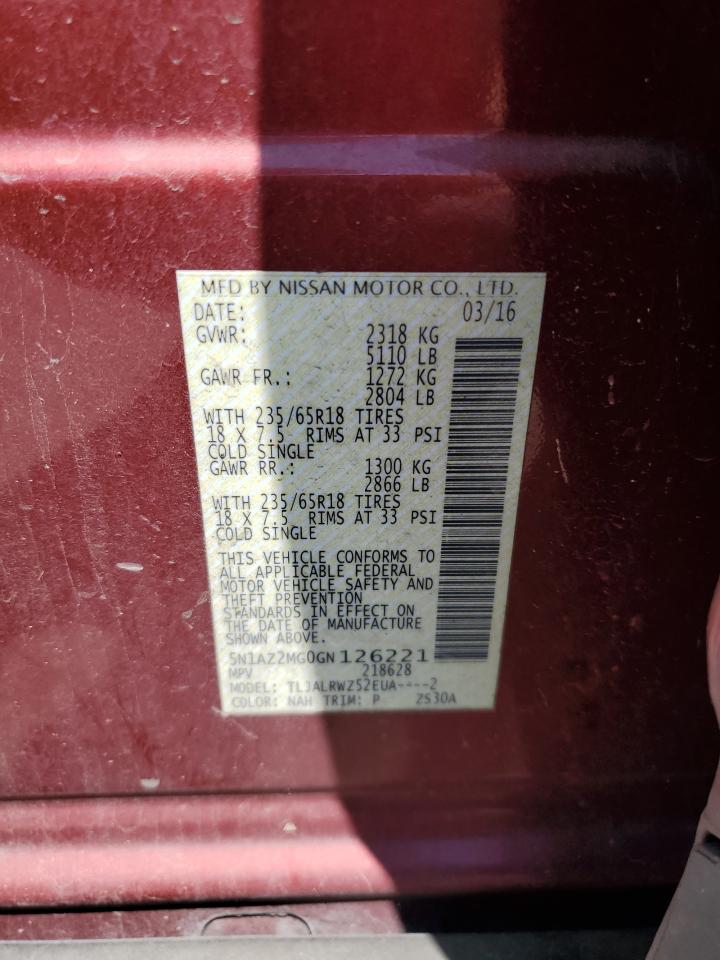 MFD BY NISSAN MOTOR CO., LTD.
DATE: 03/16
GVWR: 2318 KG
5110 LB
GAWR FR.: 1272 KG
2804 LB
WITH 235/65R18 TIRES
18 X 7.5 RIMS AT 33 PSI
COLD SINGLE
GAWR RR.: 1300 KG
2866 LB
WITH 235/65R18 TIRES
18 X 7.5 RIMS AT 33 PSI
COLD SINGLE
THIS VEHICLE CONFORMS TO
ALL APPLICABLE FEDERAL
MOTOR VEHICLE SAFETY AND
THEFT PREVENTION
STANDARDS IN EFFECT ON
THE DATE OF MANUFACTURE
SHOWN ABOVE.
5N1AZ2MG0GN126221
MPV 218628
MODEL: TLJALRWZ52EUA----2
COLOR: NAH TRIM: P ZS30A